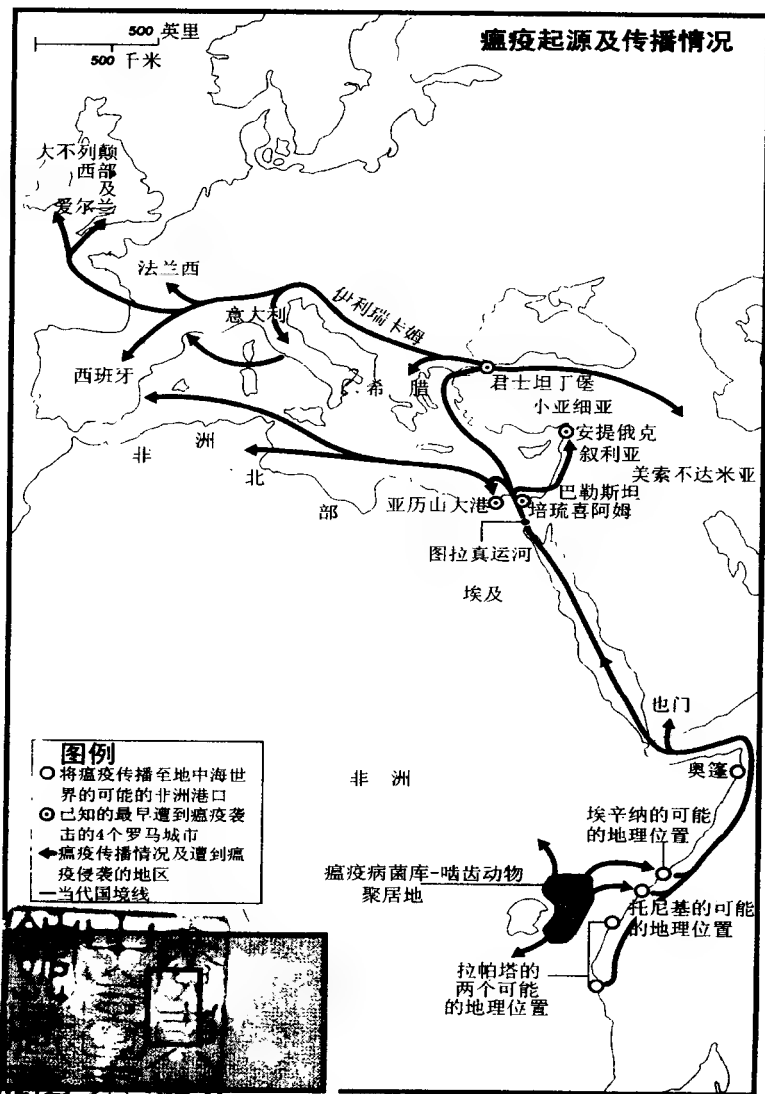 500 英里
500 千米
瘟疫起源及传播情况
大不列颠
西部及
爱尔兰
法兰西
意大利
伊利瑞卡姆
西班牙
希腊
君士坦丁堡
小亚细亚
安提俄克
叙利亚
美索不达米亚
非洲北部
亚历山大港
巴勒斯坦
培琉喜阿姆
图拉真运河
埃及
也门
奥篷
非洲
埃辛纳的可能
的地理位置
瘟疫病菌库-啮齿动物
聚居地
托尼基的可能
的地理位置
拉帕塔的
两个可能
的地理位置
图例
将瘟疫传播至地中海世
界的可能的非洲港口
已知的最早遭到瘟疫袭
击的4个罗马城市
瘟疫传播情况及遭到瘟
疫侵袭的地区
当代国境线